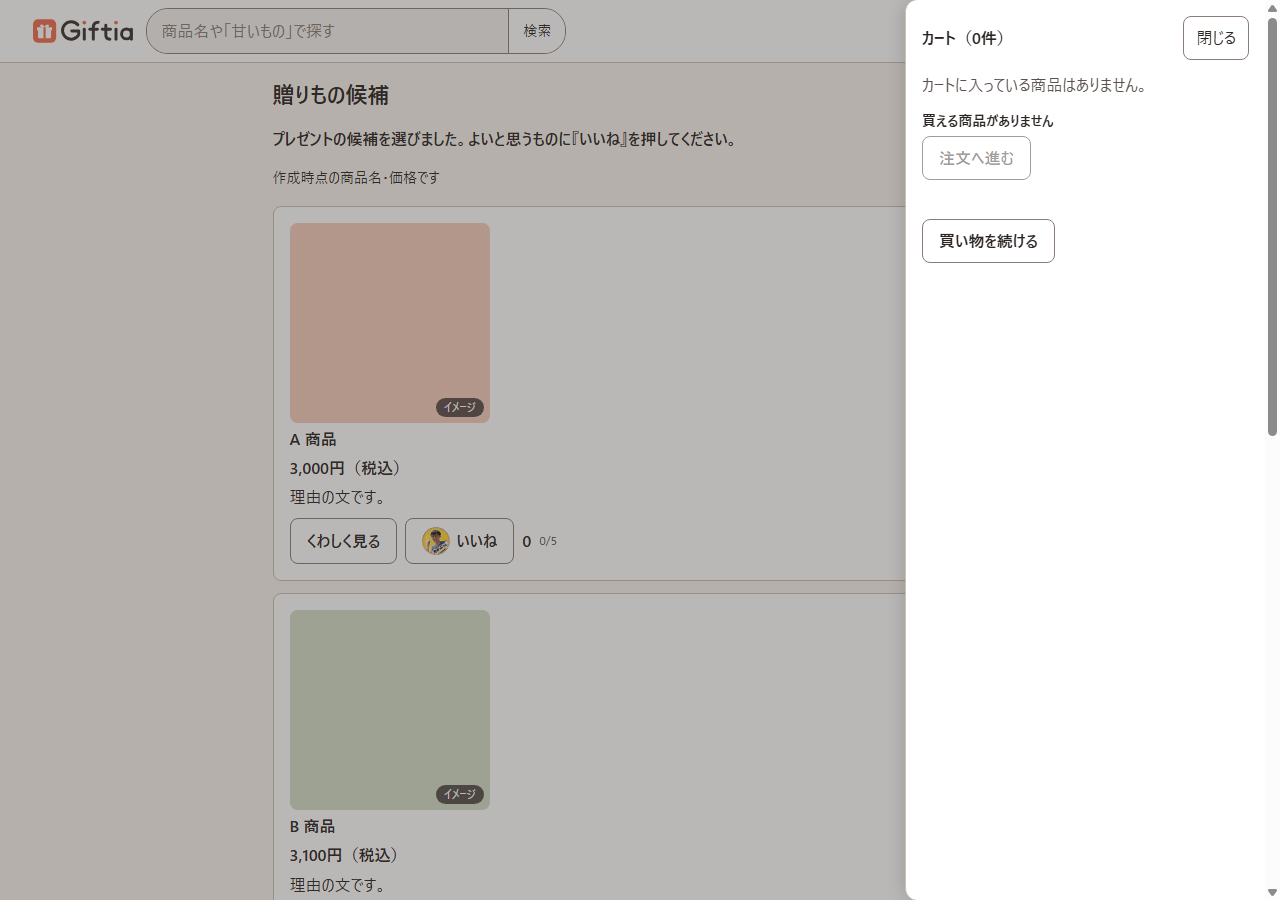 Giftia
商品名や「甘いもの」で探す
検索
贈りもの候補
プレゼントの候補を選びました。よいと思うものに『いいね』を押してください。
作成時点の商品名・価格です
イメージ
A 商品
3,000円（税込）
理由の文です。
くわしく見る
いいね
0
0/5
イメージ
B 商品
3,100円（税込）
理由の文です。
カート（0件）
閉じる
カートに入っている商品はありません。
買える商品がありません
注文へ進む
買い物を続ける